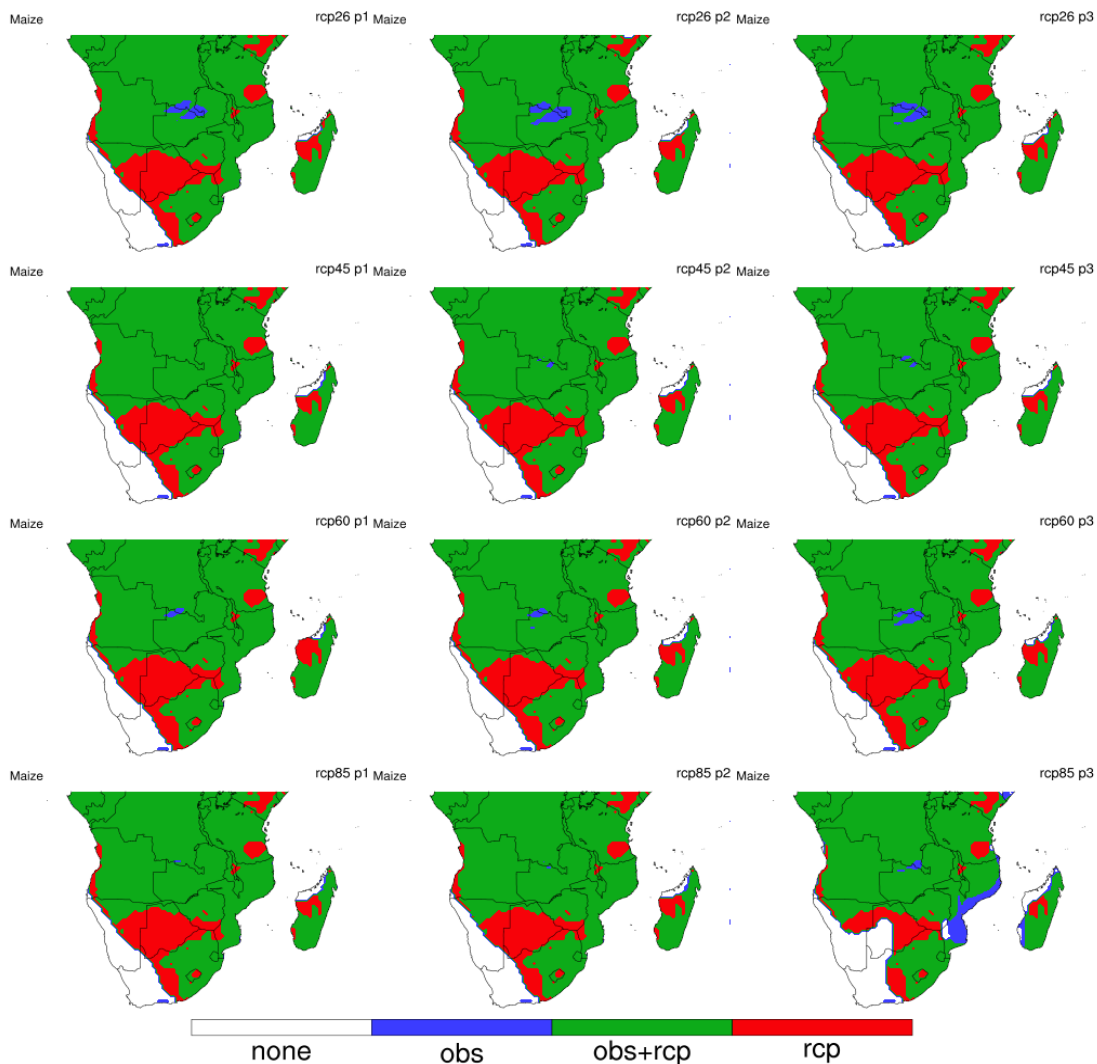 Maize rcp26 p1
Maize rcp26 p2
Maize rcp26 p3
Maize rcp45 p1
Maize rcp45 p2
Maize rcp45 p3
Maize rcp60 p1
Maize rcp60 p2
Maize rcp60 p3
Maize rcp85 p1
Maize rcp85 p2
Maize rcp85 p3
none obs obs+rcp rcp